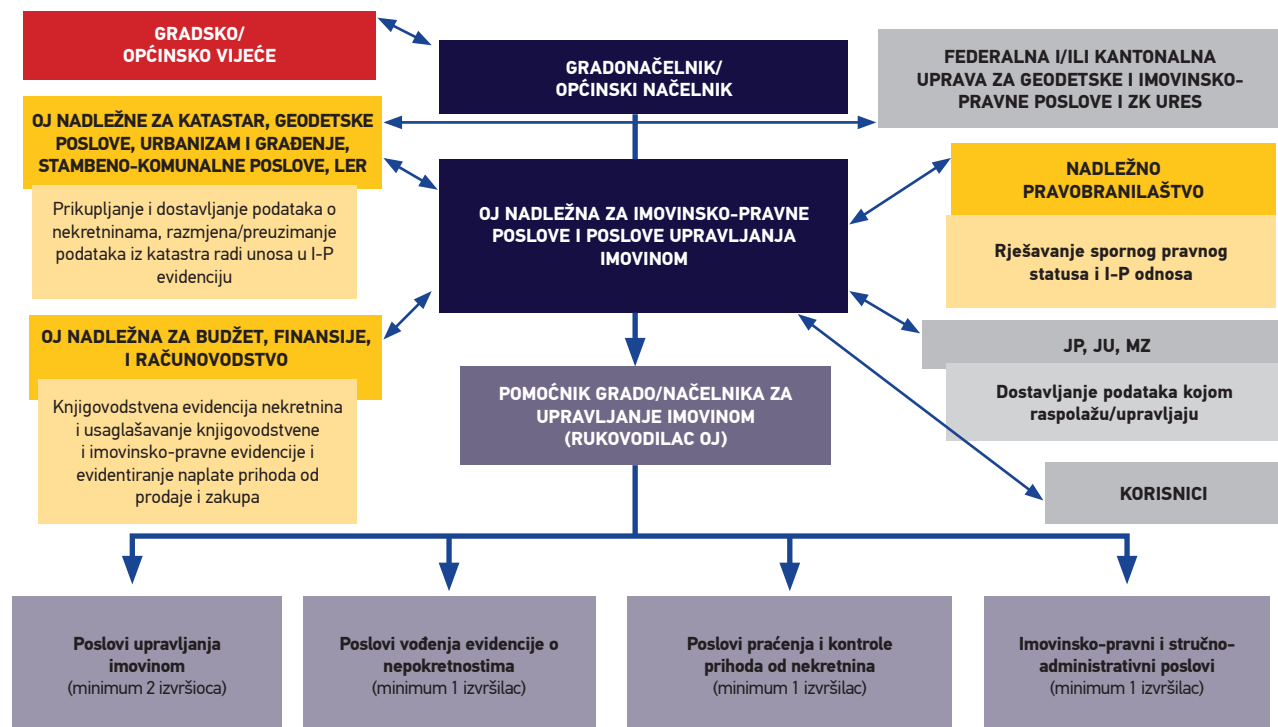 GRADSKO/
OPĆINSKO VIJEĆE
GRADONAČELNIK/
OPĆINSKI NAČELNIK
FEDERALNA I/ILI KANTONALNA
UPRAVA ZA GEODETSKE I IMOVINSKO-
PRAVNE POSLOVE I ZK URES
OJ NADLEŽNE ZA KATASTAR, GEODETSKE
POSLOVE, URBANIZAM I GRAĐENJE,
STAMBENO-KOMUNALNE POSLOVE, LER
Prikupljanje i dostavljanje podataka o
nekretninama, razmjena/preuzimanje
podataka iz katastra radi unosa u I-P
evidenciju
OJ NADLEŽNA ZA IMOVINSKO-PRAVNE
POSLOVE I POSLOVE UPRAVLJANJA
IMOVINOM
NADLEŽNO
PRAVOBRANILAŠTVO
Rješavanje spornog pravnog
statusa i I-P odnosa
OJ NADLEŽNA ZA BUDŽET, FINANSIJE,
I RAČUNOVODSTVO
Knjigovodstvena evidencija nekretnina
i usaglašavanje knjigovodstvene
i imovinsko-pravne evidencije i
evidentiranje naplate prihoda od
prodaje i zakupa
POMOĆNIK GRADO/NAČELNIKA ZA
UPRAVLJANJE IMOVINOM
(RUKOVODILAC OJ)
JP, JU, MZ
Dostavljanje podataka kojom
raspolažu/upravljaju
KORISNICI
Poslovi upravljanja
imovinom
(minimum 2 izvršioca)
Poslovi vođenja evidencije o
nepokretnostima
(minimum 1 izvršilac)
Poslovi praćenja i kontrole
prihoda od nekretnina
(minimum 1 izvršilac)
Imovinsko-pravni i stručno-
administrativni poslovi
(minimum 1 izvršilac)